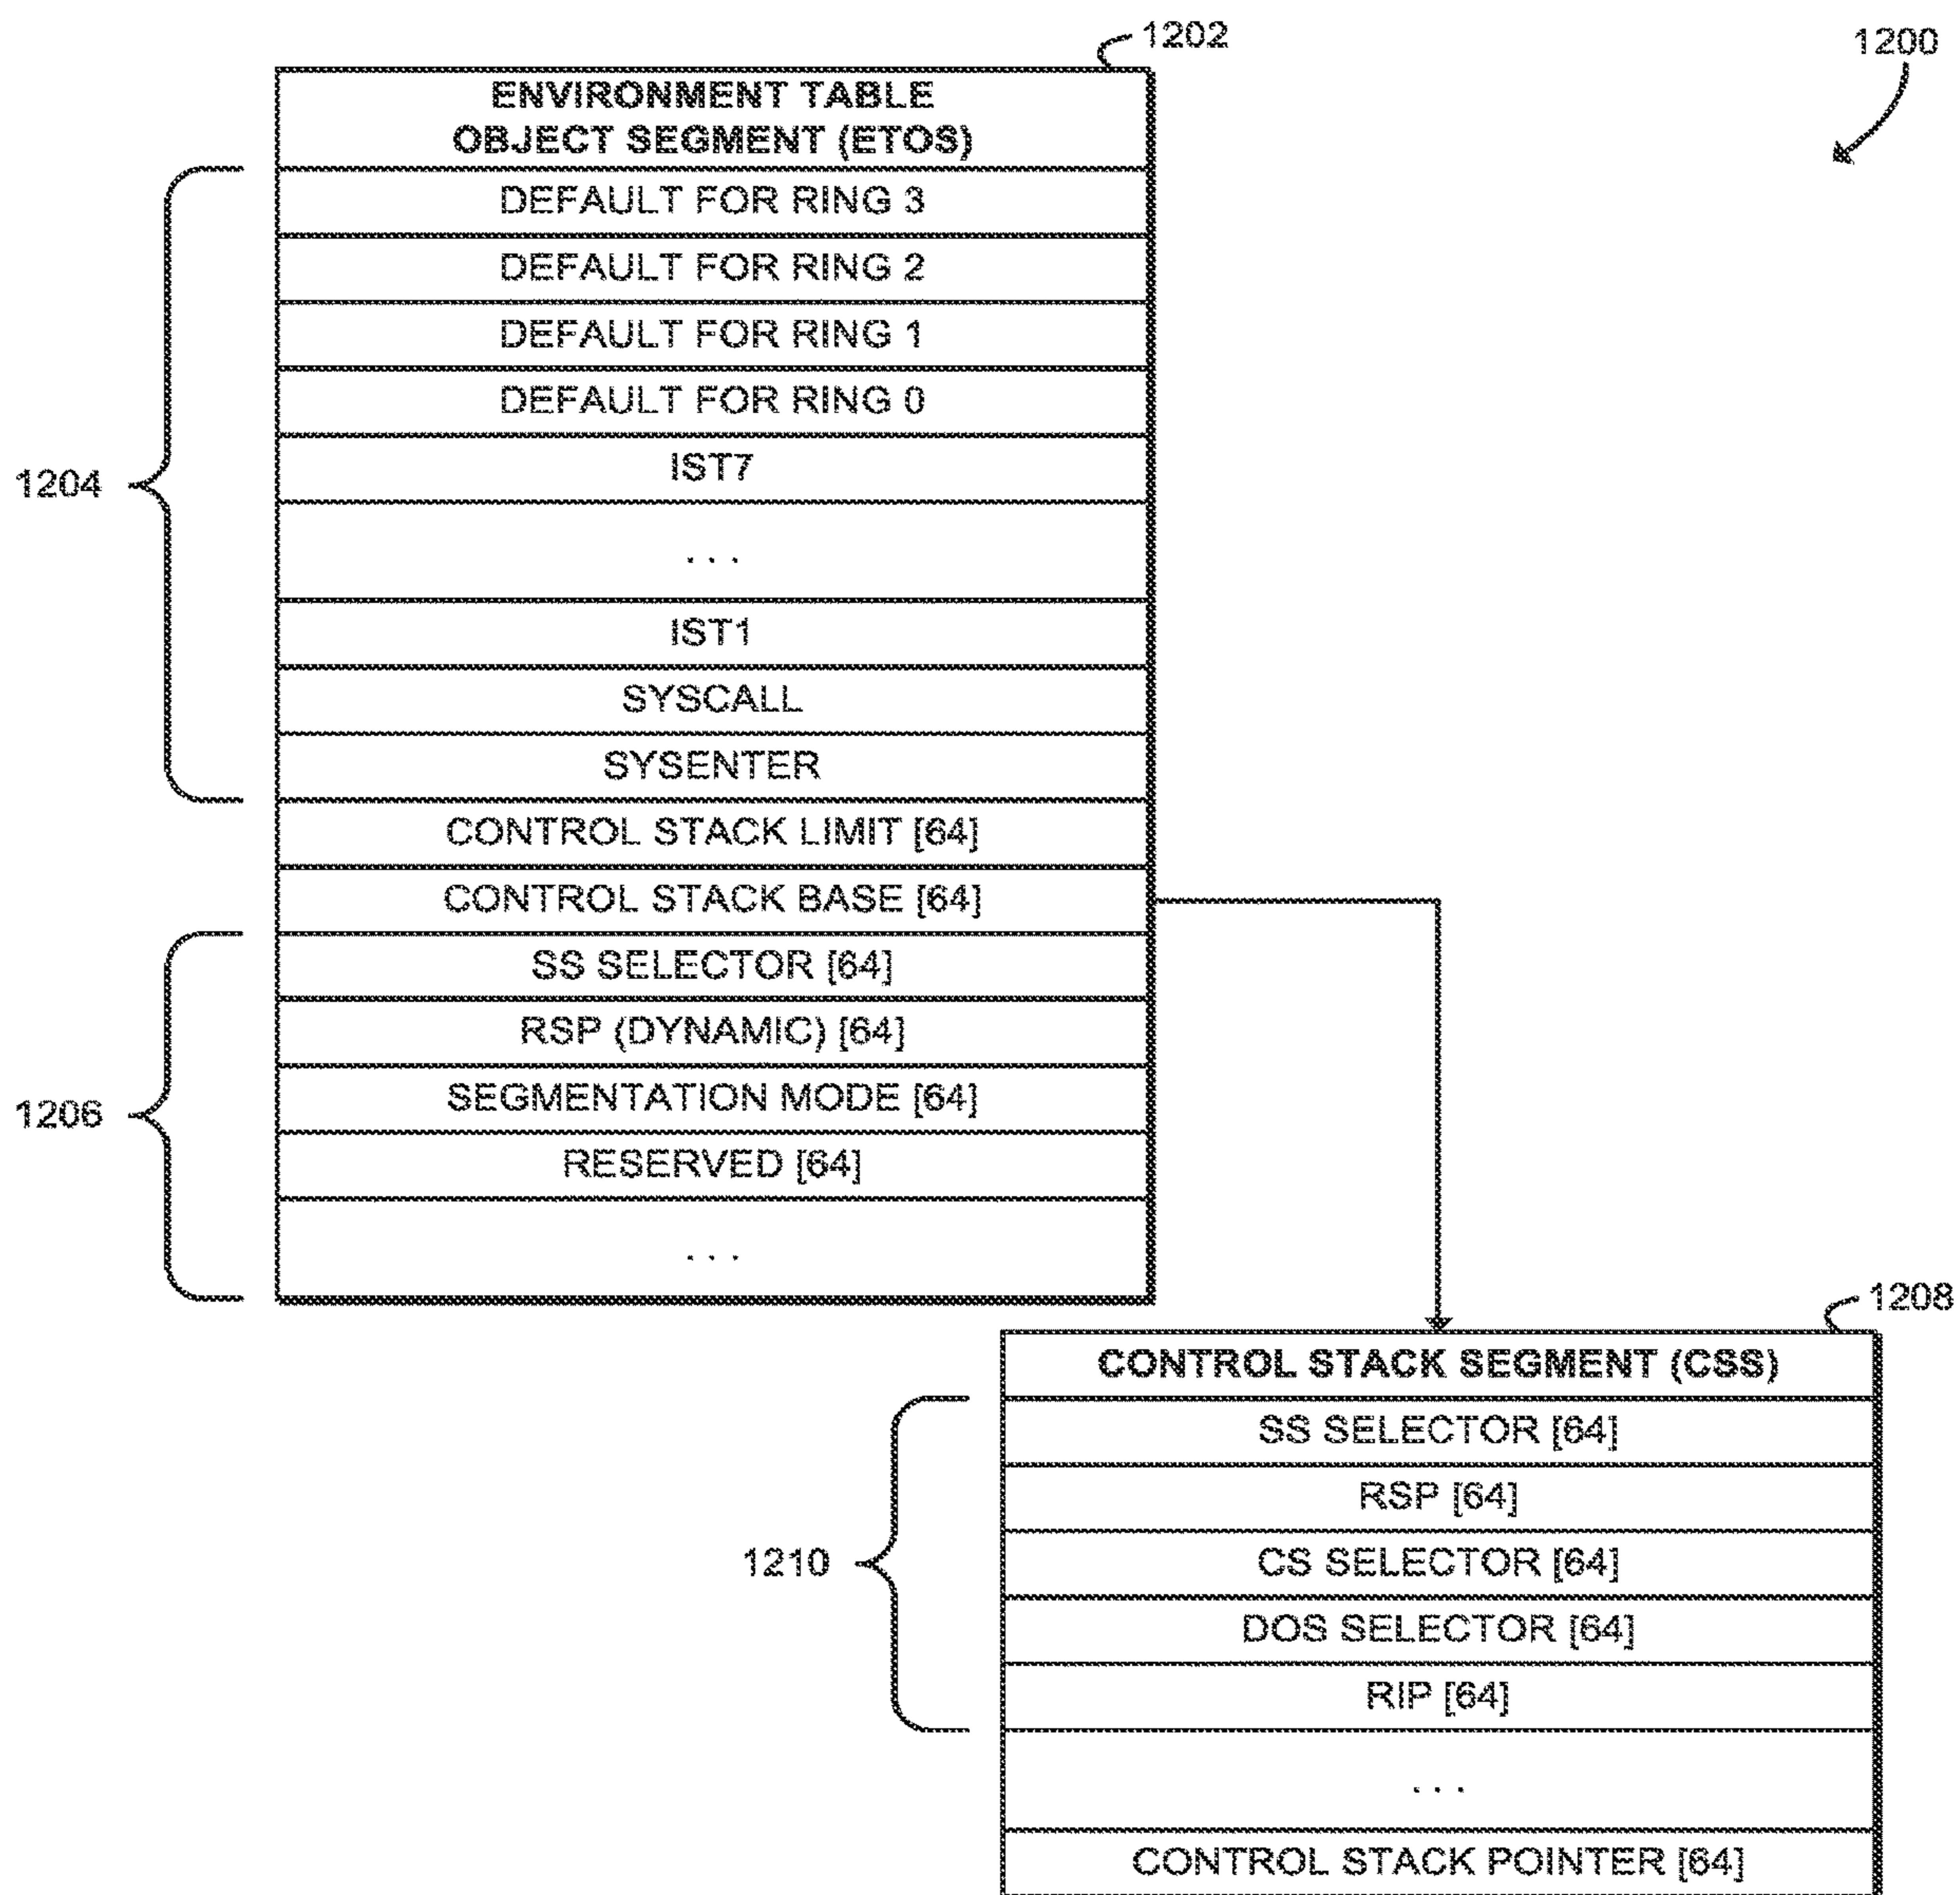 1202
1200
ENVIRONMENT TABLE
OBJECT SEGMENT (ETOS)
DEFAULT FOR RING 3
DEFAULT FOR RING 2
DEFAULT FOR RING 1
DEFAULT FOR RING 0
IST7
1204
. . .
IST1
SYSCALL
SYSENTER
CONTROL STACK LIMIT [64]
CONTROL STACK BASE [64]
SS SELECTOR [64]
RSP (DYNAMIC) [64]
SEGMENTATION MODE [64]
1206
RESERVED [64]
. . .
1208
CONTROL STACK SEGMENT (CSS)
SS SELECTOR [64]
RSP [64]
1210
CS SELECTOR [64]
DOS SELECTOR [64]
RIP [64]
. . .
CONTROL STACK POINTER [64]